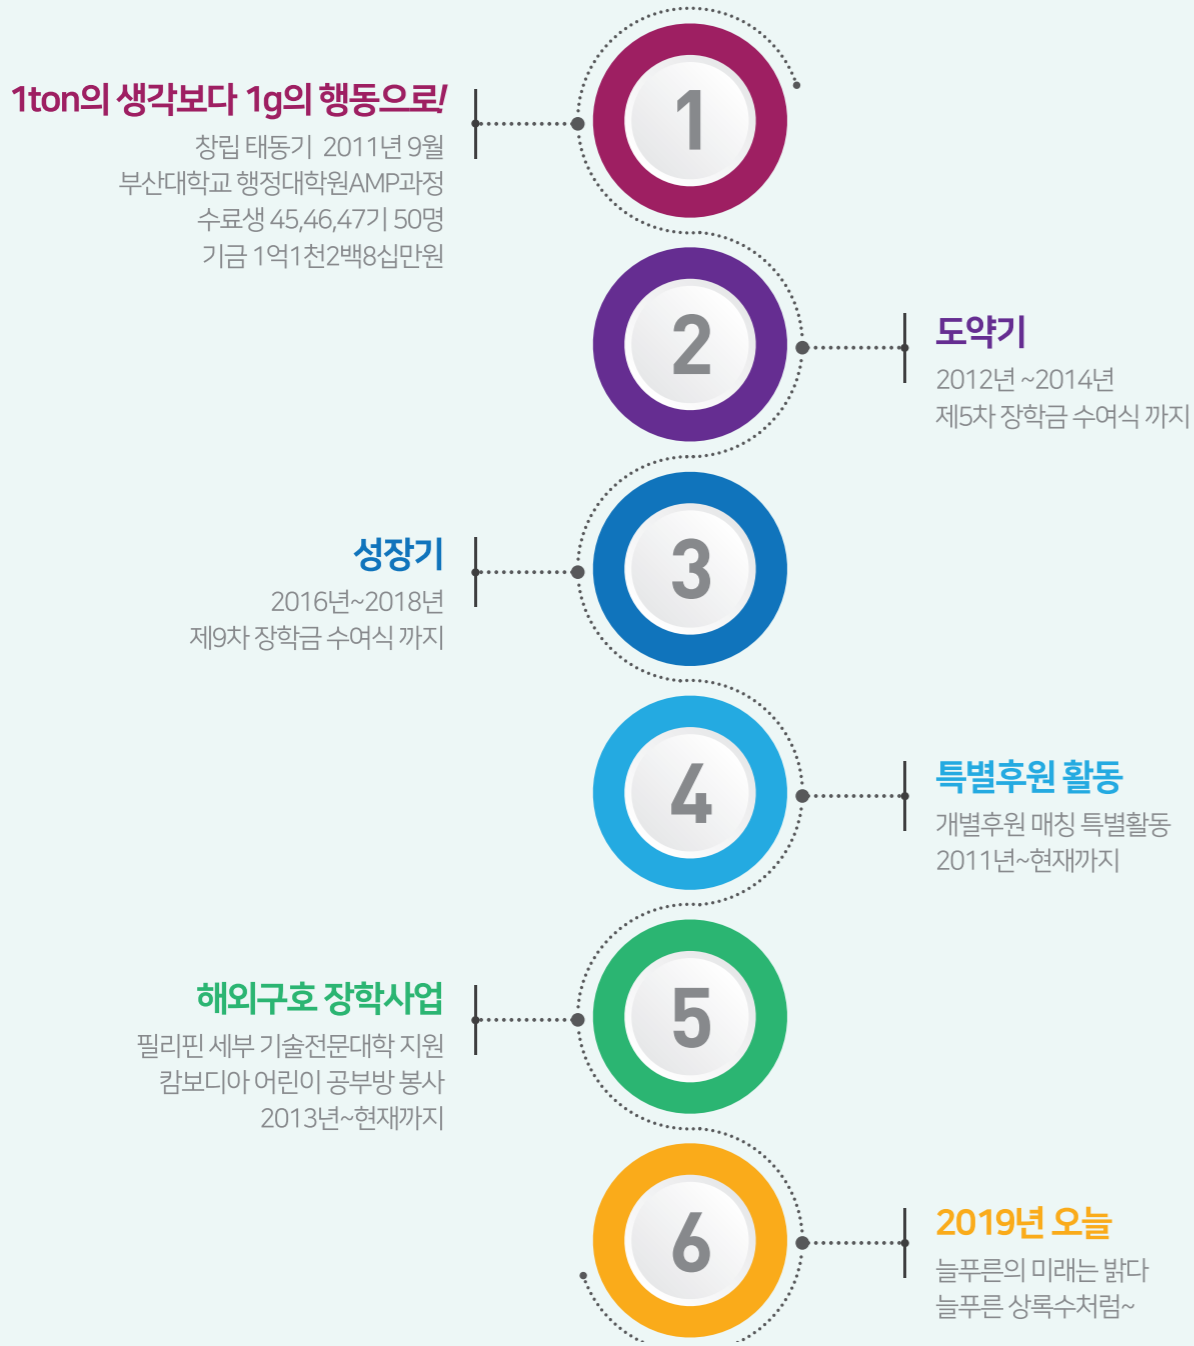 1ton의 생각보다 1g의 행동으로!
창립 태동기 2011년 9월
부산대학교 행정대학원AMP과정
수료생 45,46,47기 50명
기금 1억1천2백8십만원
1
2
도약기
2012년 ~2014년
제5차 장학금 수여식 까지
성장기
2016년~2018년
제9차 장학금 수여식 까지
3
4
특별후원 활동
개별후원 매칭 특별활동
2011년~현재까지
해외구호 장학사업
필리핀 세부 기술전문대학 지원
캄보디아 어린이 공부방 봉사
2013년~현재까지
5
6
2019년 오늘
늘푸른의 미래는 밝다
늘푸른 상록수처럼~